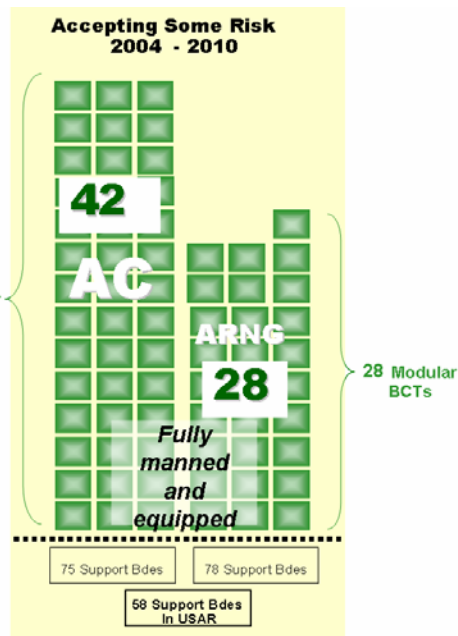 Accepting Some Risk
2004 - 2010
42
AC
ARNG
28
28 Modular
BCTs
Fully
manned
and
equipped
75 Support Bdes
78 Support Bdes
58 Support Bdes
In USAR